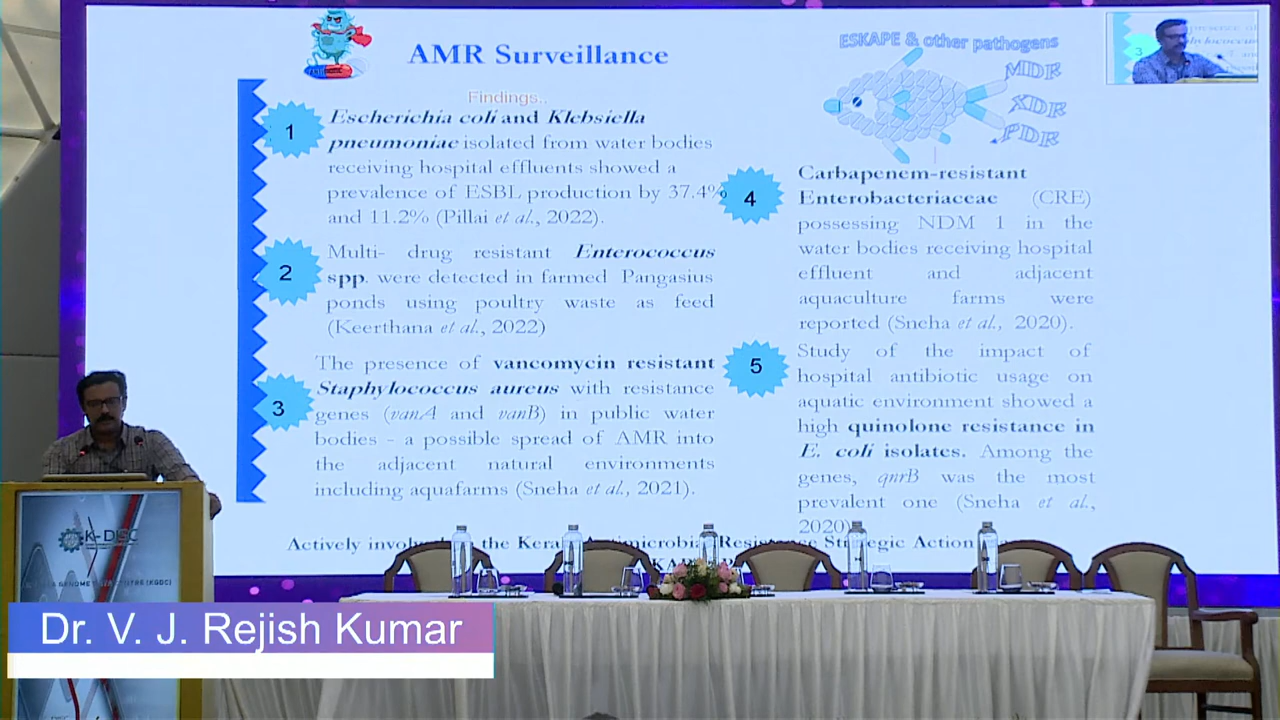 AMR Surveillance
Findings..
1
Escherichia coli and Klebsiella
pneumoniae isolated from water bodies
receiving hospital effluents showed a
prevalence of ESBL production by 37.4%
and 11.2% (Pillai et al., 2022).
2
Multi- drug resistant Enterococcus
spp. were detected in farmed Pangasius
ponds using poultry waste as feed
(Keerthana et al., 2022)
3
The presence of vancomycin resistant
Staphylococcus aureus with resistance
genes (vanA and vanB) in public water
bodies - a possible spread of AMR into
the adjacent natural environments
including aquafarms (Sneha et al., 2021).
ESKAPE & other pathogens
MDR
XDR
PDR
4
Carbapenem-resistant
Enterobacteriaceae (CRE)
possessing NDM 1 in the
water bodies receiving hospital
effluent and adjacent
aquaculture farms were
reported (Sneha et al., 2020).
5
Study of the impact of
hospital antibiotic usage on
aquatic environment showed a
high quinolone resistance in
E. coli isolates. Among the
genes, qnrB was the most
prevalent one (Sneha et al.,
2020)
Actively the Strategic Action
K-DISC
(KGDC)
Dr. V. J. Rejish Kumar